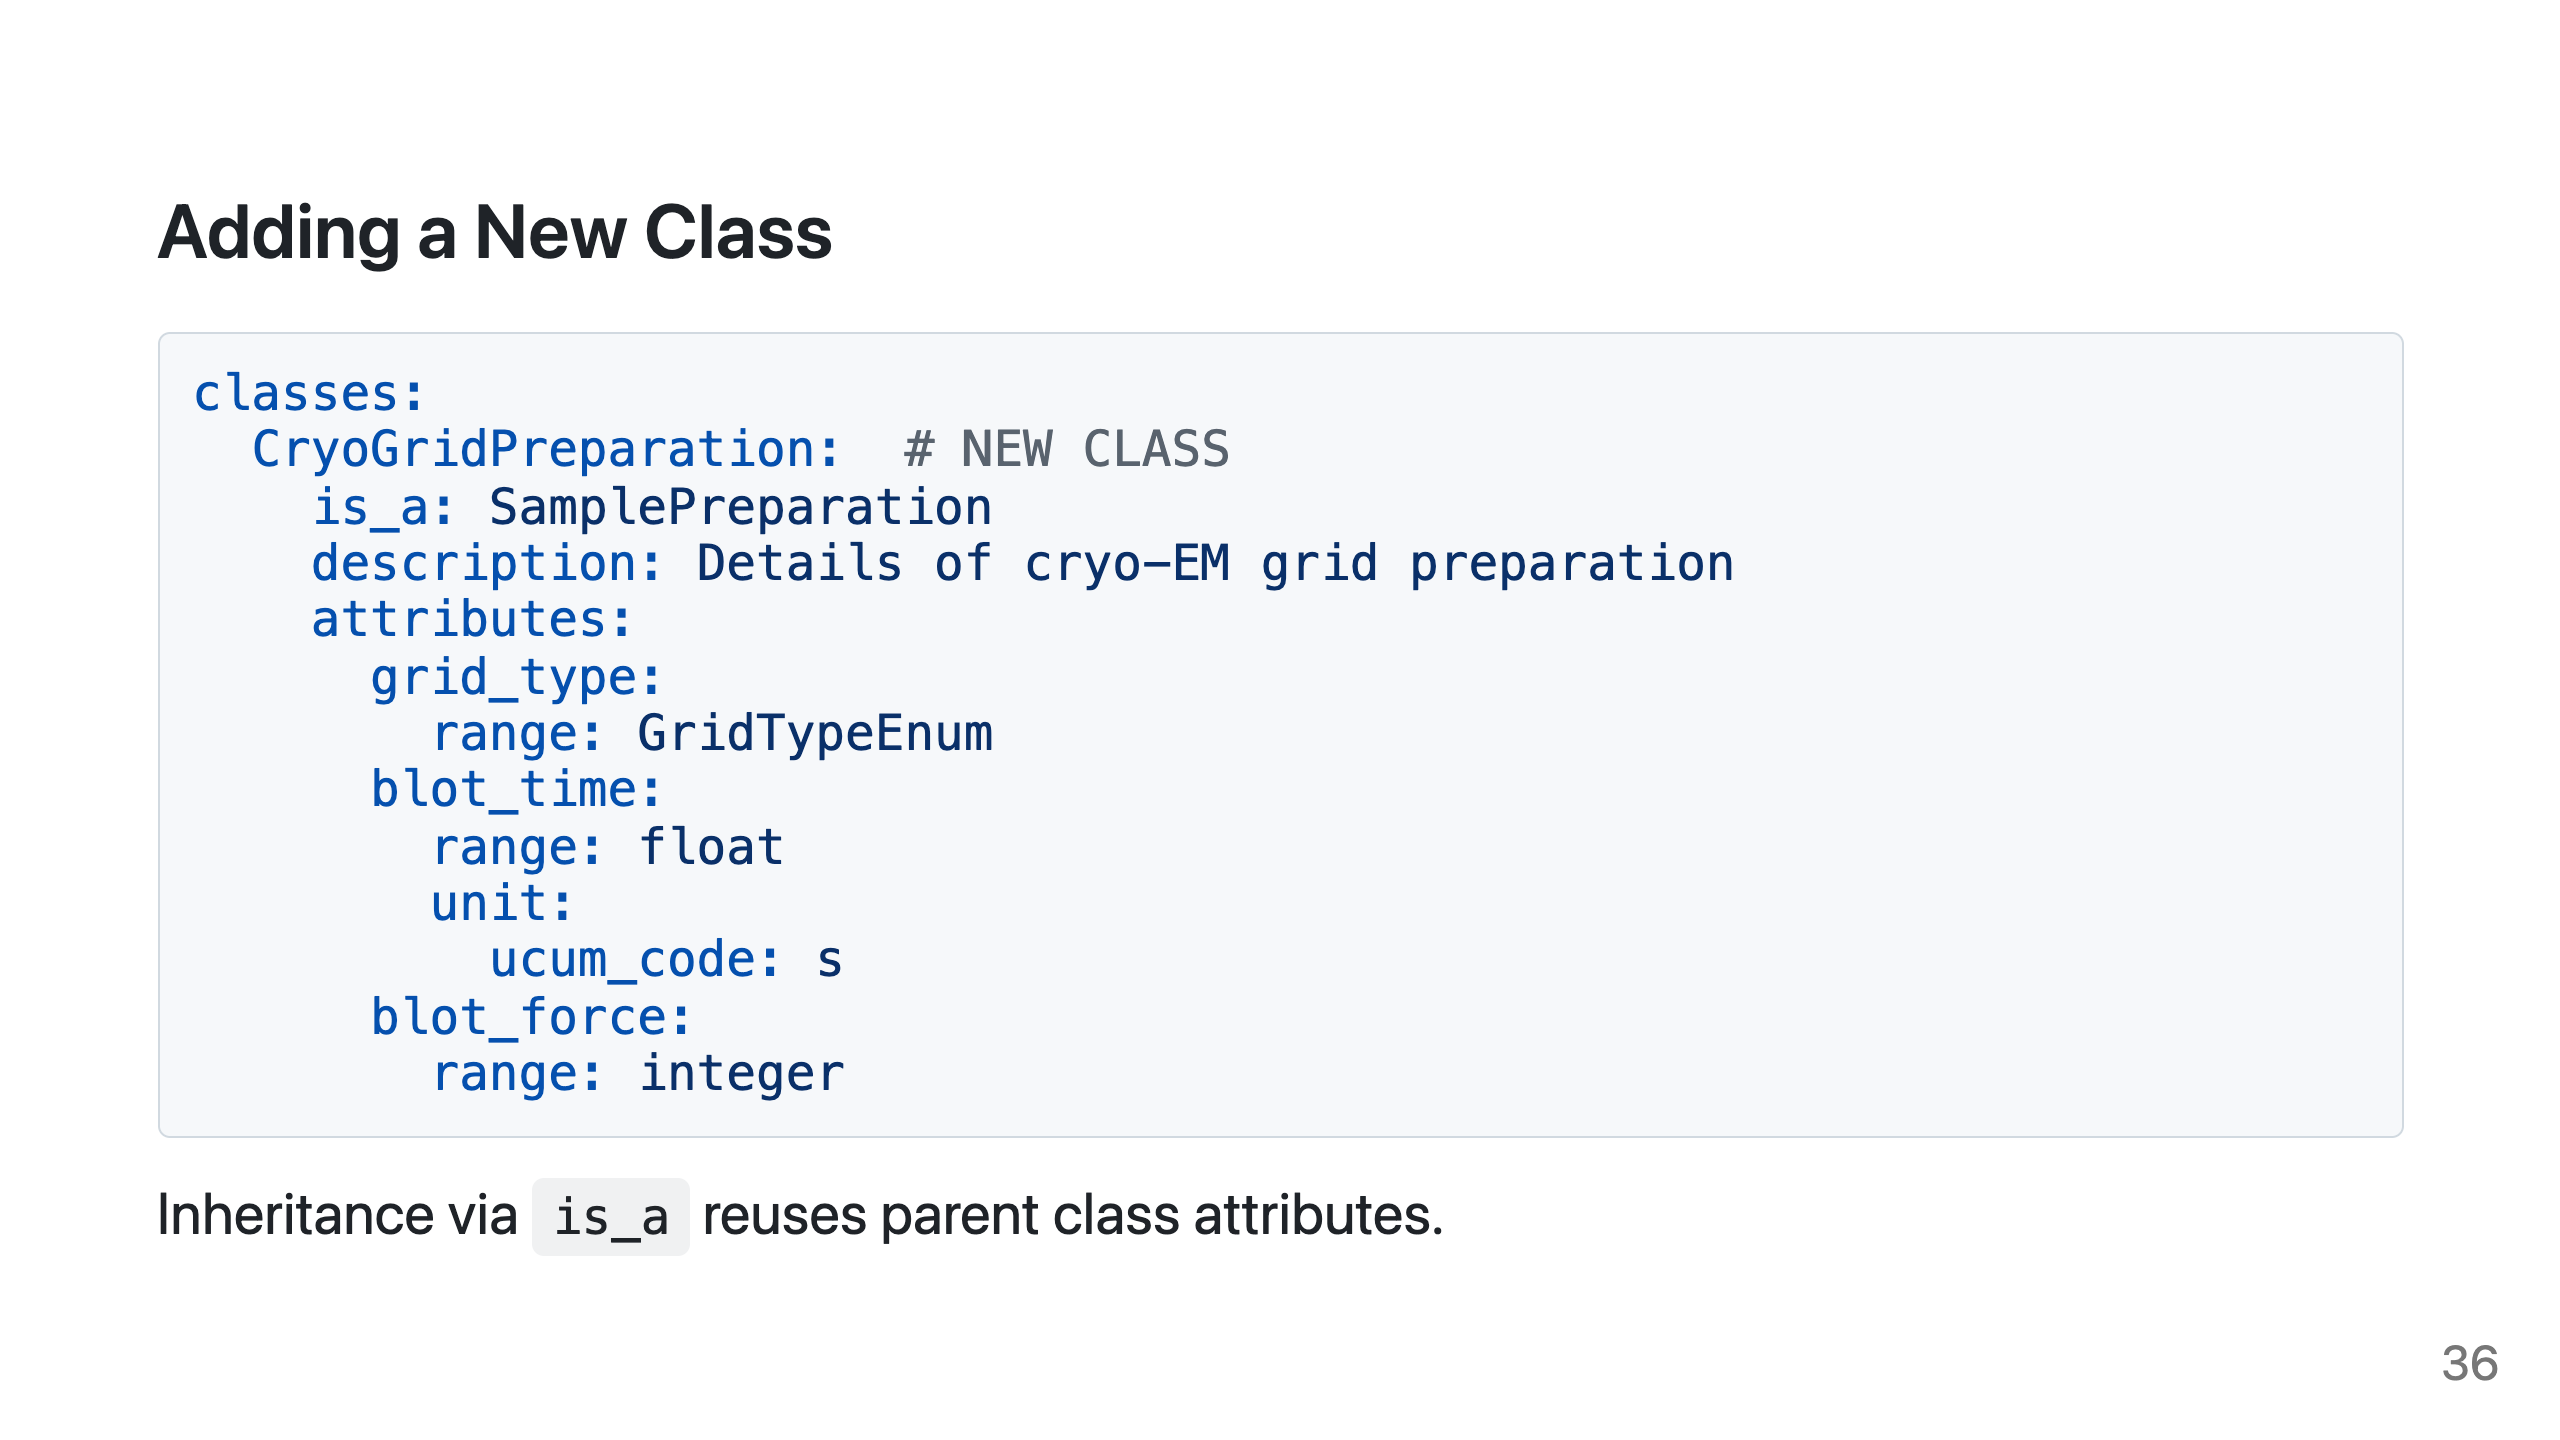 Adding a New Class
classes:
  CryoGridPreparation:  # NEW CLASS
    is_a: SamplePreparation
    description: Details of cryo-EM grid preparation
    attributes:
      grid_type:
        range: GridTypeEnum
      blot_time:
        range: float
        unit:
          ucum_code: s
      blot_force:
        range: integer
Inheritance via is_a reuses parent class attributes.
36